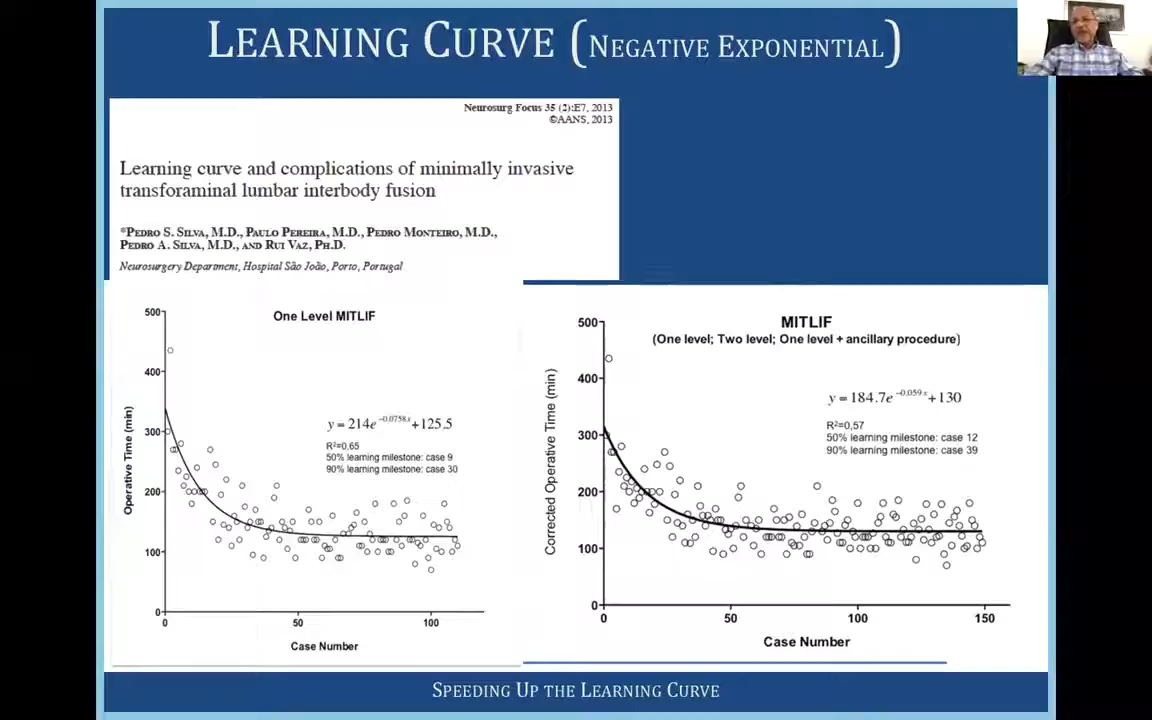 LEARNING CURVE (NEGATIVE EXPONENTIAL)
Neurosurg Focus 35 (2):E7, 2013
©AANS, 2013
Learning curve and complications of minimally invasive
transforaminal lumbar interbody fusion
*PEDRO S. SILVA, M.D., PAULO PEREIRA, M.D., PEDRO MONTEIRO, M.D.,
PEDRO A. SILVA, M.D., AND RUI VAZ, PH.D.
Neurosurgery Department, Hospital São João, Porto, Portugal
One Level MITLIF
Operative Time (min)
500
400
300
200
100
0
y = 214e^-0.0758x + 125.5
R²=0,65
50% learning milestone: case 9
90% learning milestone: case 30
0 50 100
Case Number
MITLIF
(One level; Two level; One level + ancillary procedure)
Corrected Operative Time (min)
500
400
300
200
100
0
y = 184.7e^-0.059x + 130
R²=0,57
50% learning milestone: case 12
90% learning milestone: case 39
0 50 100 150
Case Number
SPEEDING UP THE LEARNING CURVE